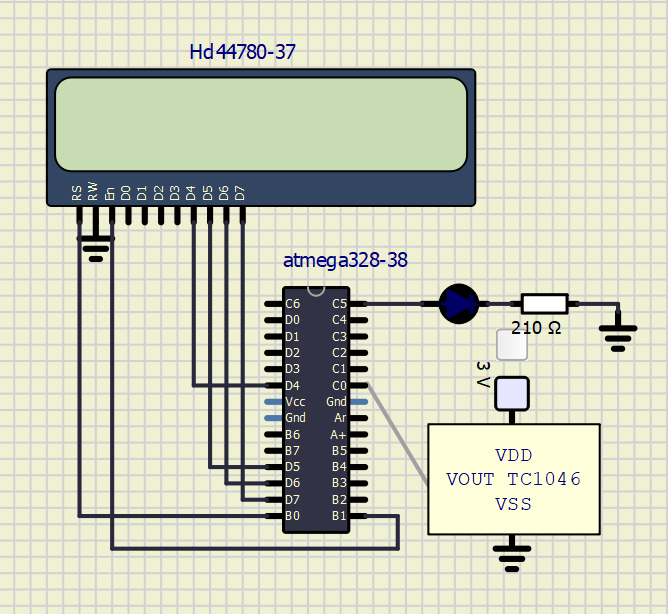 Hd44780-37
RS RW En D0 D1 D2 D3 D4 D5 D6 D7
atmega328-38
C6 C5
D0 C4
D1 C3
D2 C2
D3 C1
D4 C0
Vcc Gnd
Gnd Ar
B6 A+
B7 B5
D5 B4
D6 B3
D7 B2
B0 B1
210 Ω
3 V
VDD
VOUT TC1046
VSS